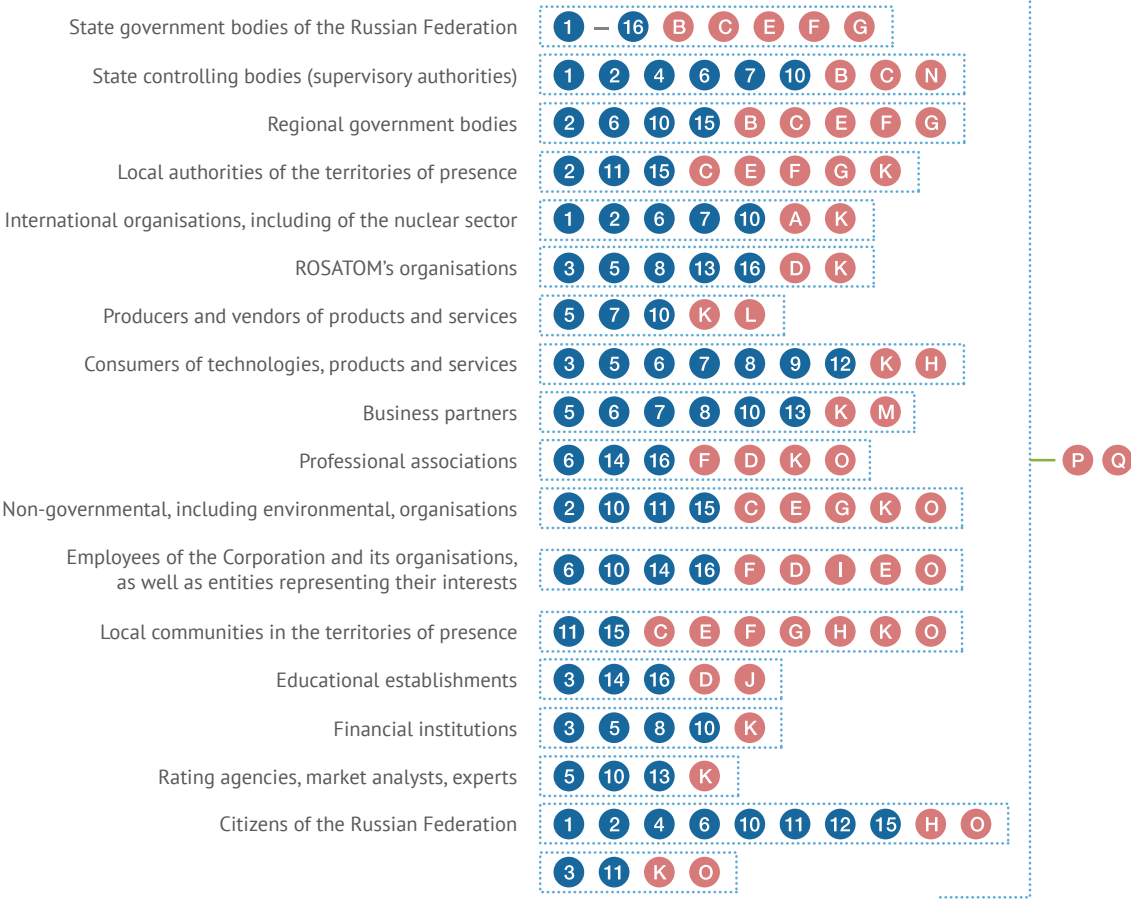 State government bodies of the Russian Federation 1 – 16 B C E F G
State controlling bodies (supervisory authorities) 1 2 4 6 7 10 B C N
Regional government bodies 2 6 10 15 B C E F G
Local authorities of the territories of presence 2 11 15 C E F G K
International organisations, including of the nuclear sector 1 2 6 7 10 A K
ROSATOM’s organisations 3 5 8 13 16 D K
Producers and vendors of products and services 5 7 10 K L
Consumers of technologies, products and services 3 5 6 7 8 9 12 K H
Business partners 5 6 7 8 10 13 K M
Professional associations 6 14 16 F D K O
P Q
Non-governmental, including environmental, organisations 2 10 11 15 C E G K O
Employees of the Corporation and its organisations,
as well as entities representing their interests 6 10 14 16 F D I E O
Local communities in the territories of presence 11 15 C E F G H K O
Educational establishments 3 14 16 D J
Financial institutions 3 5 8 10 K
Rating agencies, market analysts, experts 5 10 13 K
Citizens of the Russian Federation 1 2 4 6 10 11 12 15 H O
3 11 K O